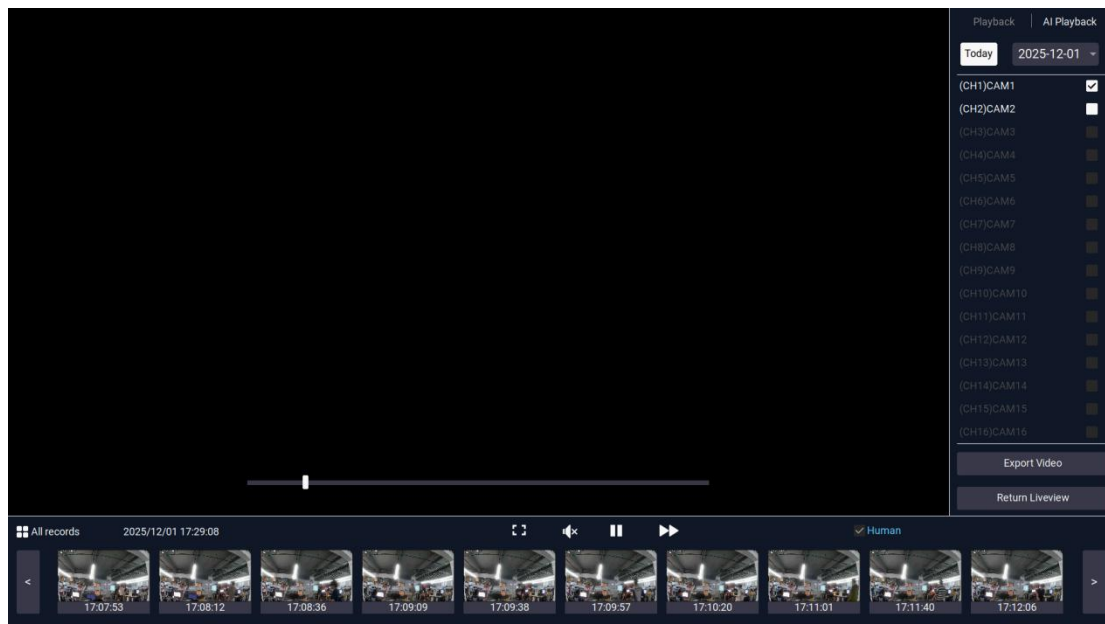 Playback | AI Playback
Today 2025-12-01
(CH1)CAM1
(CH2)CAM2
(CH3)CAM3
(CH4)CAM4
(CH5)CAM5
(CH6)CAM6
(CH7)CAM7
(CH8)CAM8
(CH9)CAM9
(CH10)CAM10
(CH11)CAM11
(CH12)CAM12
(CH13)CAM13
(CH14)CAM14
(CH15)CAM15
(CH16)CAM16
Export Video
Return Liveview
All records 2025/12/01 17:29:08 Human
< 17:07:53 17:08:12 17:08:36 17:09:09 17:09:38 17:09:57 17:10:20 17:11:01 17:11:40 17:12:06 >